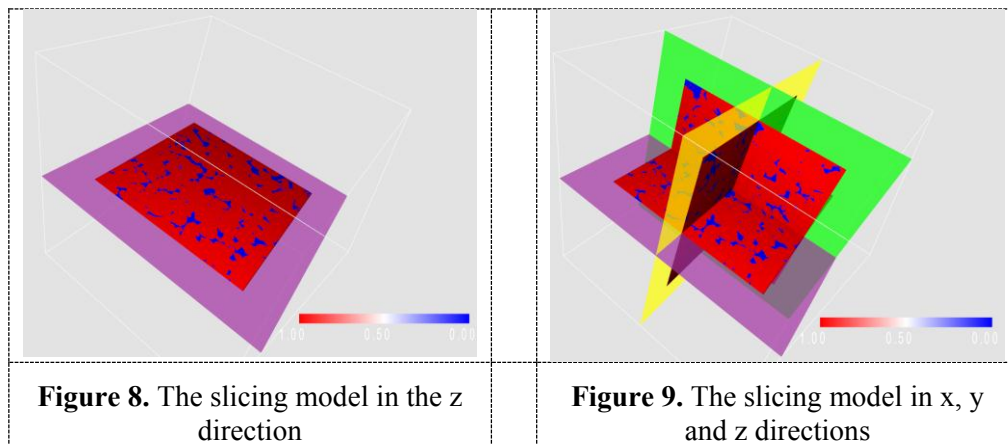 1.00 0.50 0.00
1.00 0.50 0.00
Figure 8. The slicing model in the z
direction
Figure 9. The slicing model in x, y
and z directions